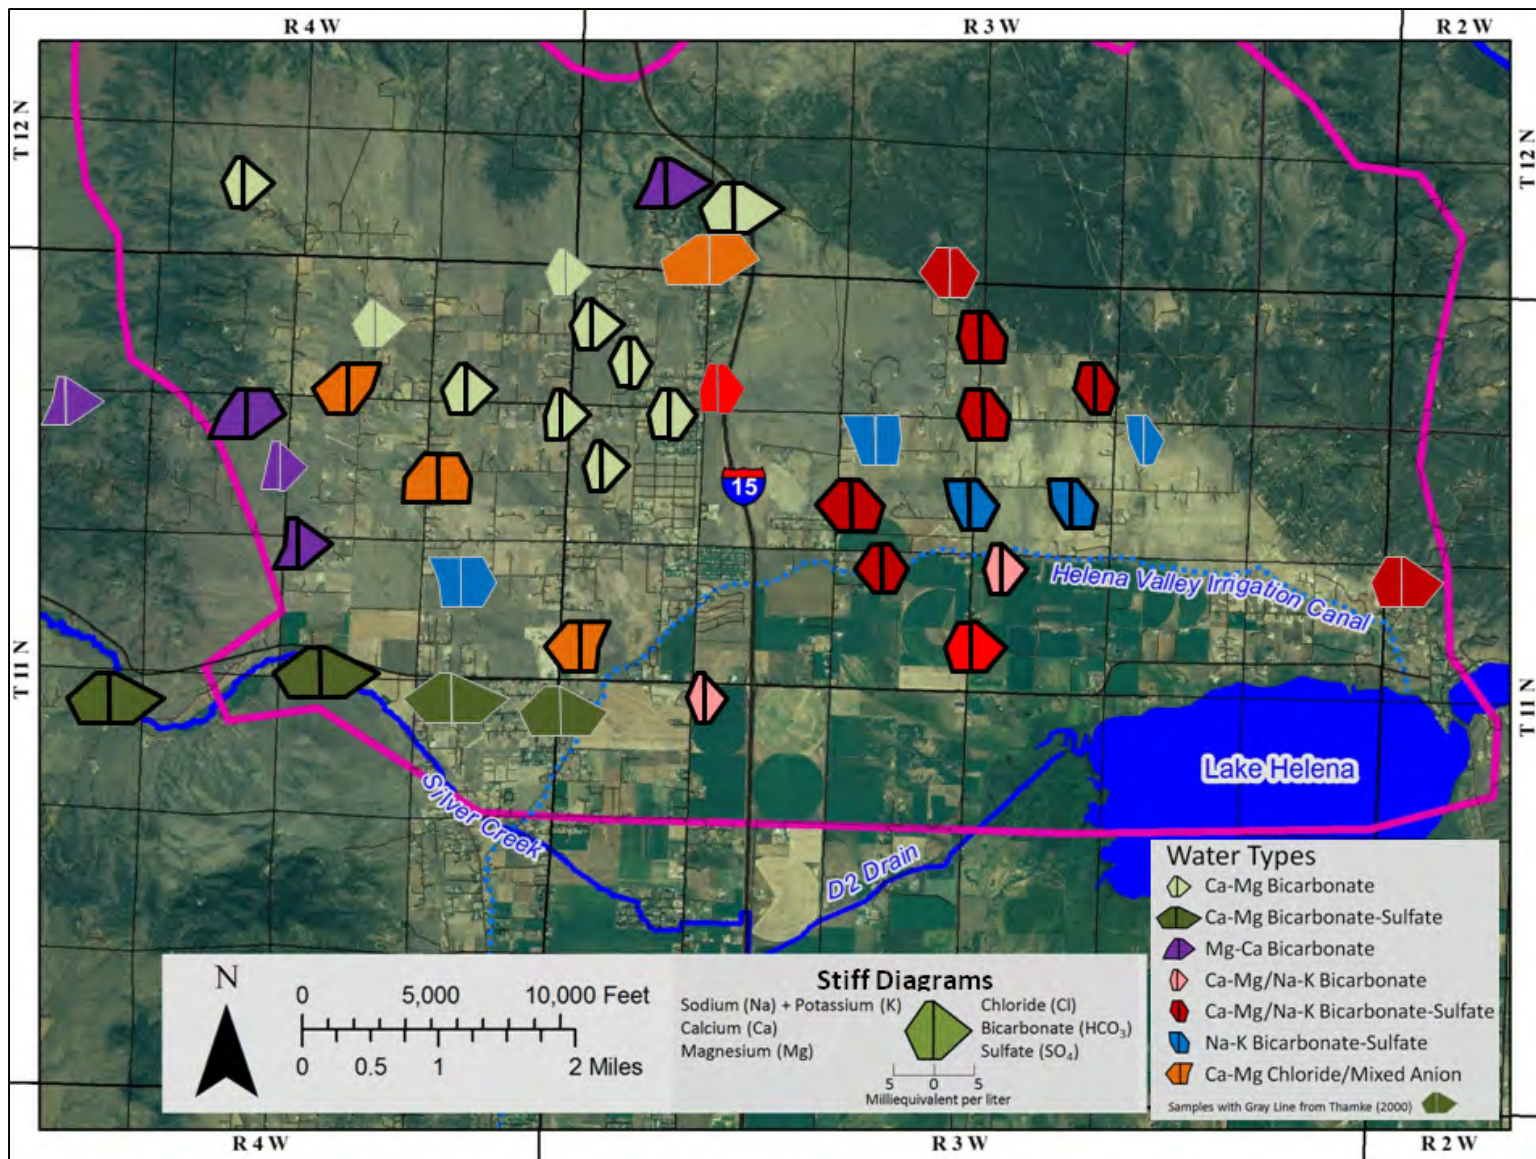 R 4 W
R 3 W
R 2 W
T 12 N
T 12 N
15
Helena Valley Irrigation Canal
T 11 N
T 11 N
Lake Helena
Silver Creek
D2 Drain
Water Types
Ca-Mg Bicarbonate
Ca-Mg Bicarbonate-Sulfate
Mg-Ca Bicarbonate
Ca-Mg/Na-K Bicarbonate
Ca-Mg/Na-K Bicarbonate-Sulfate
Na-K Bicarbonate-Sulfate
Ca-Mg Chloride/Mixed Anion
Samples with Gray Line from Thamke (2000)
N
0 5,000 10,000 Feet
0 0.5 1 2 Miles
Stiff Diagrams
Sodium (Na) + Potassium (K) Chloride (Cl)
Calcium (Ca) Bicarbonate (HCO₃)
Magnesium (Mg) Sulfate (SO₄)
5 0 5
Milliequivalent per liter
R 4 W
R 3 W
R 2 W